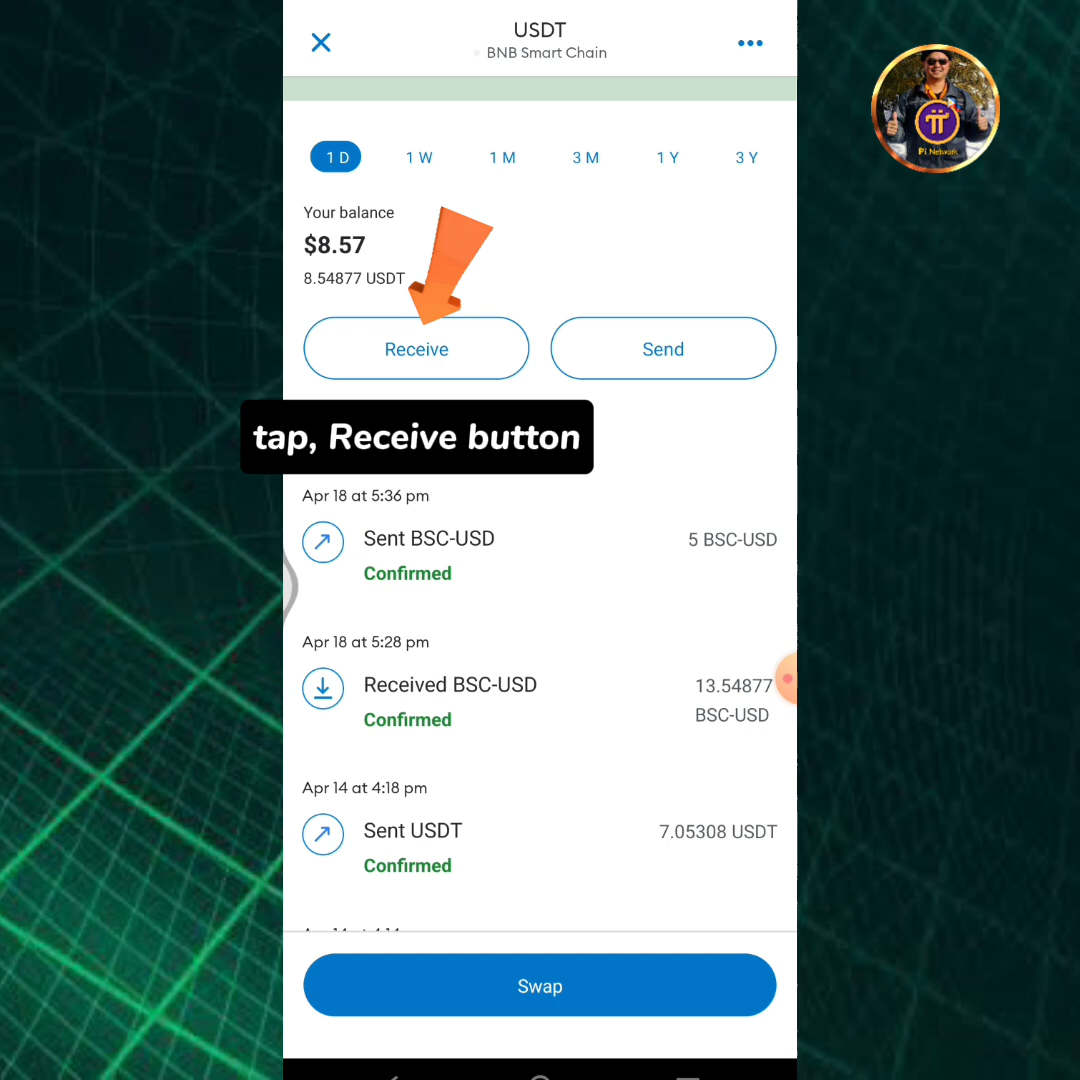 USDT
BNB Smart Chain
Pi Network
1 D 1 W 1 M 3 M 1 Y 3 Y
Your balance
$8.57
8.54877 USDT
Receive Send
tap, Receive button
Apr 18 at 5:36 pm
Sent BSC-USD 5 BSC-USD
Confirmed
Apr 18 at 5:28 pm
Received BSC-USD 13.54877
BSC-USD
Confirmed
Apr 14 at 4:18 pm
Sent USDT 7.05308 USDT
Confirmed
Swap